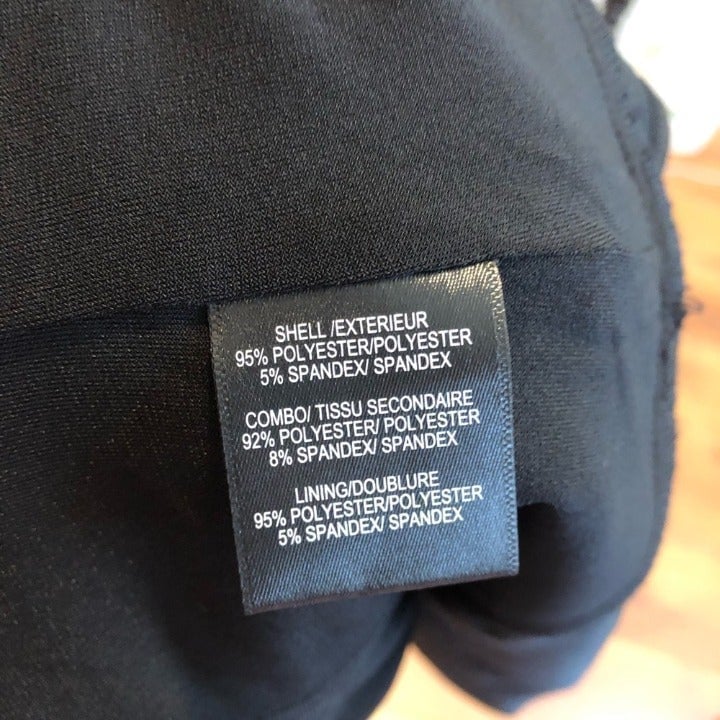 SHELL /EXTERIEUR
95% POLYESTER/POLYESTER
5% SPANDEX/ SPANDEX
COMBO/ TISSU SECONDAIRE
92% POLYESTER/ POLYESTER
8% SPANDEX/ SPANDEX
LINING/DOUBLURE
95% POLYESTER/POLYESTER
5% SPANDEX/ SPANDEX